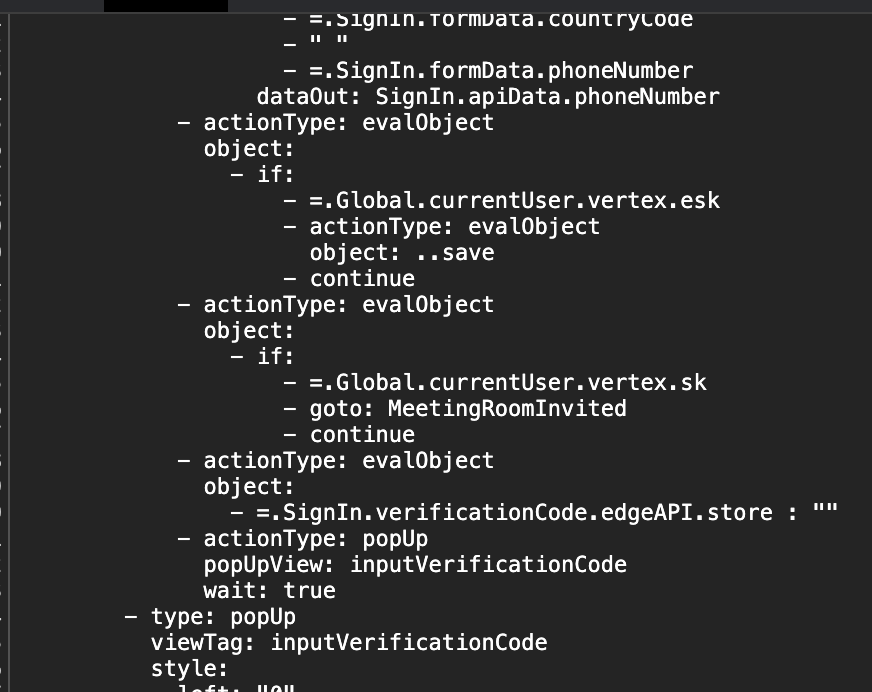 - =.SignIn.formData.countryCode
- " "
- =.SignIn.formData.phoneNumber
dataOut: SignIn.apiData.phoneNumber
- actionType: evalObject
object:
- if:
- =.Global.currentUser.vertex.esk
- actionType: evalObject
object: ..save
- continue
- actionType: evalObject
object:
- if:
- =.Global.currentUser.vertex.sk
- goto: MeetingRoomInvited
- continue
- actionType: evalObject
object:
- =.SignIn.verificationCode.edgeAPI.store : ""
- actionType: popUp
popUpView: inputVerificationCode
wait: true
- type: popUp
viewTag: inputVerificationCode
style:
left: "0"